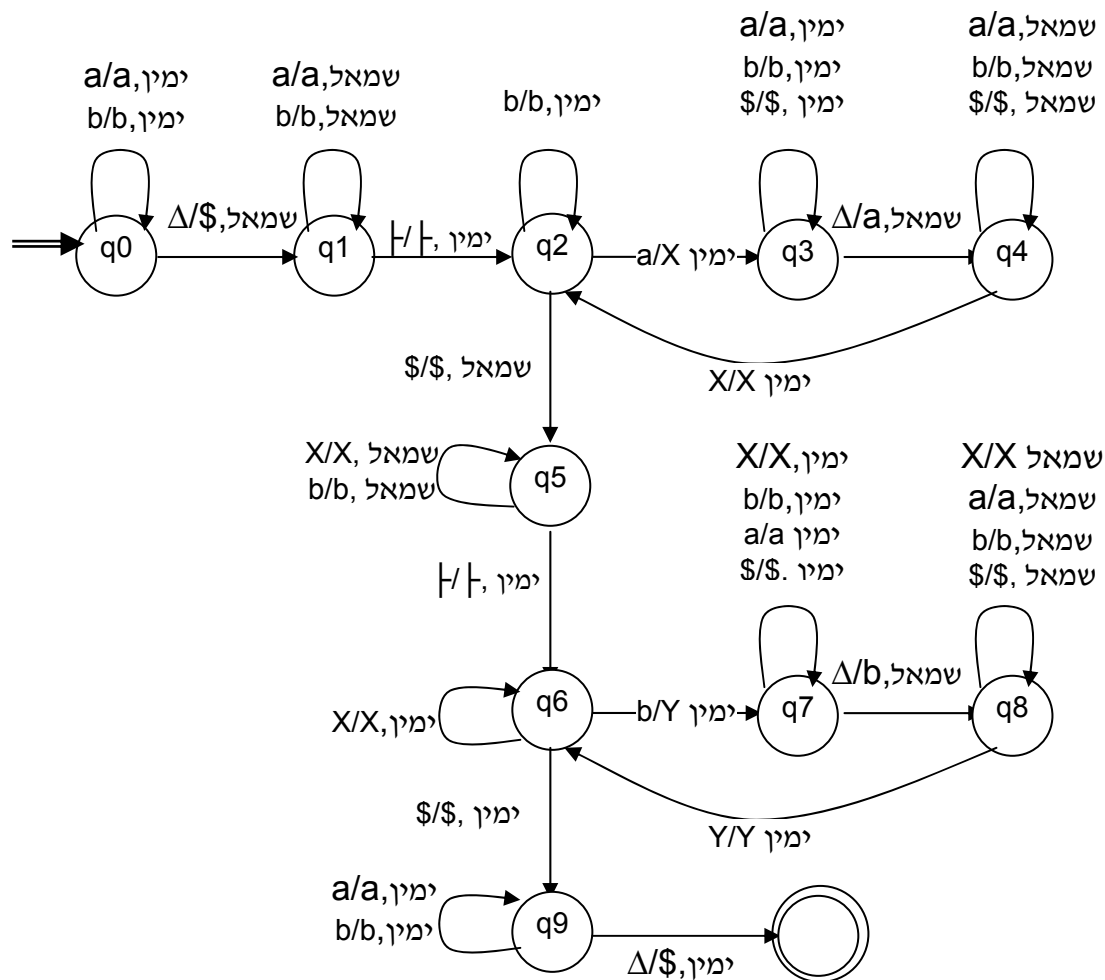 a/a,ימין
b/b,ימין
a/a,שמאל
b/b,שמאל
b/b,ימין
a/a,ימין
b/b,ימין
$/$, ימין
a/a,שמאל
b/b,שמאל
$/$, שמאל
q0
Δ/$,שמאל
q1
├/├, ימין
q2
a/X ימין
q3
Δ/a,שמאל
q4
X/X ימין
$/$, שמאל
X/X, שמאל
b/b, שמאל
q5
X/X,ימין
b/b,ימין
a/a ימין
$/$. ימיו
X/X שמאל
a/a,שמאל
b/b,שמאל
$/$, שמאל
├/├, ימין
X/X,ימין
q6
b/Y ימין
q7
Δ/b,שמאל
q8
Y/Y ימין
$/$, ימין
a/a,ימין
b/b,ימין
q9
Δ/$,ימין